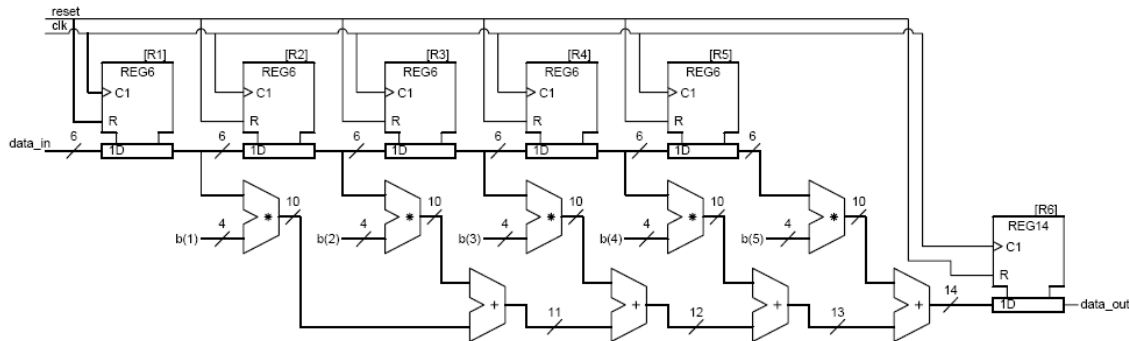 reset
clk
[R1] [R2] [R3] [R4] [R5]
REG6 REG6 REG6 REG6 REG6
C1 C1 C1 C1 C1
R R R R R
6 6 6 6 6 6
data_in 1D 1D 1D 1D 1D
10 10 10 10 10
* * * * *
4 4 4 4 4
b(1) b(2) b(3) b(4) b(5)
[R6]
REG14
C1
R
+ + + +
14
1D data_out
11 12 13